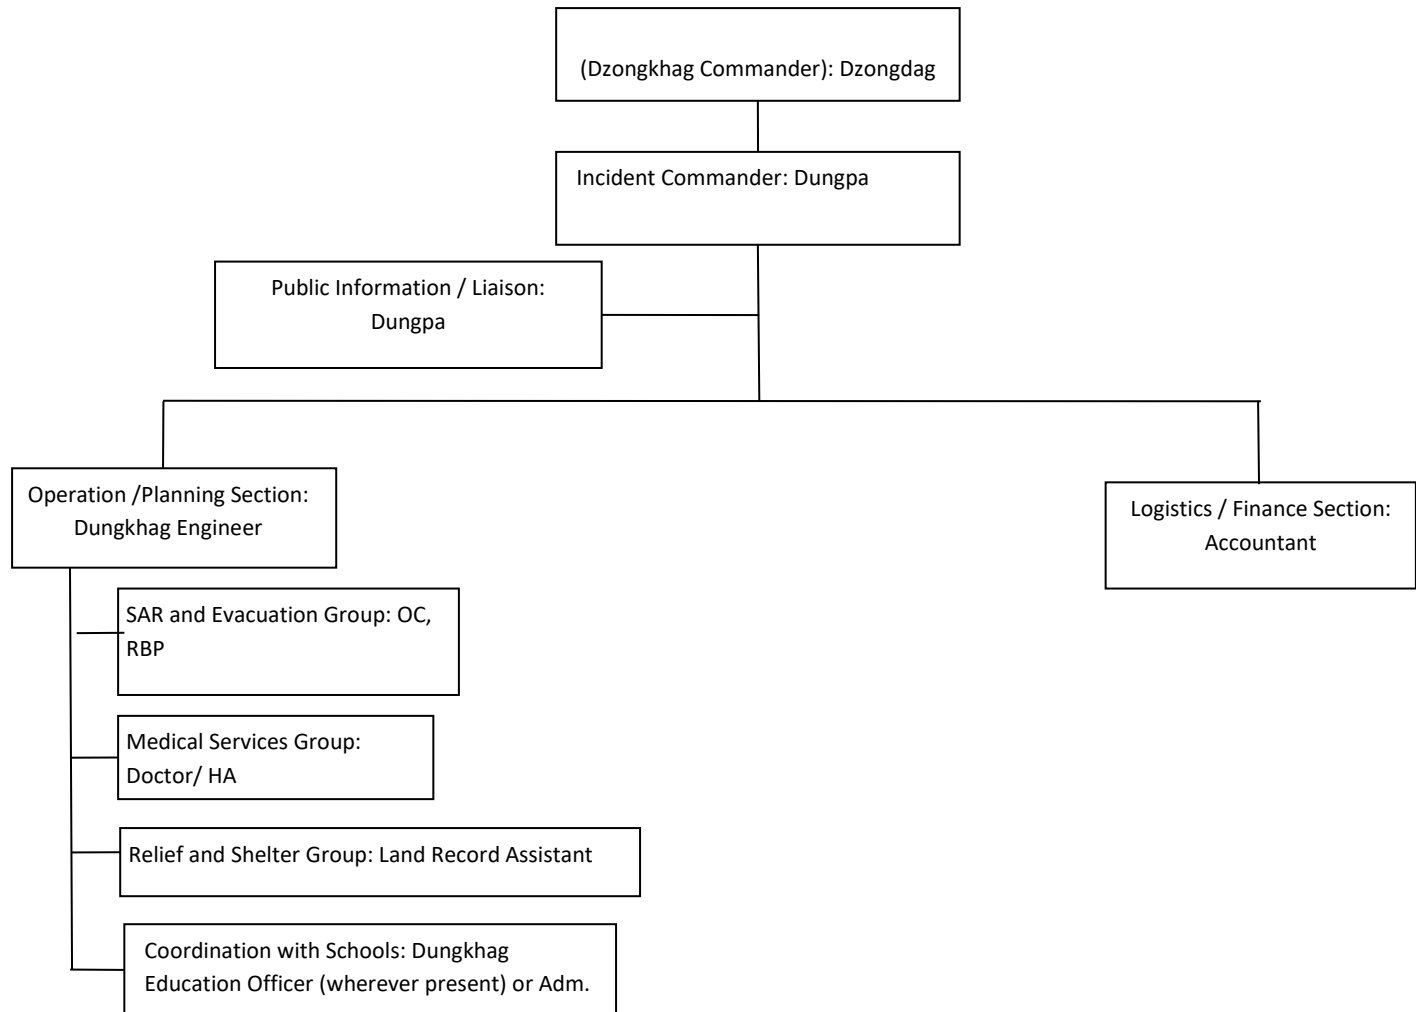 (Dzongkhag Commander): Dzongdag
Incident Commander: Dungpa
Public Information / Liaison:
Dungpa
Operation /Planning Section:
Dungkhag Engineer
Logistics / Finance Section:
Accountant
SAR and Evacuation Group: OC,
RBP
Medical Services Group:
Doctor/ HA
Relief and Shelter Group: Land Record Assistant
Coordination with Schools: Dungkhag
Education Officer (wherever present) or Adm.